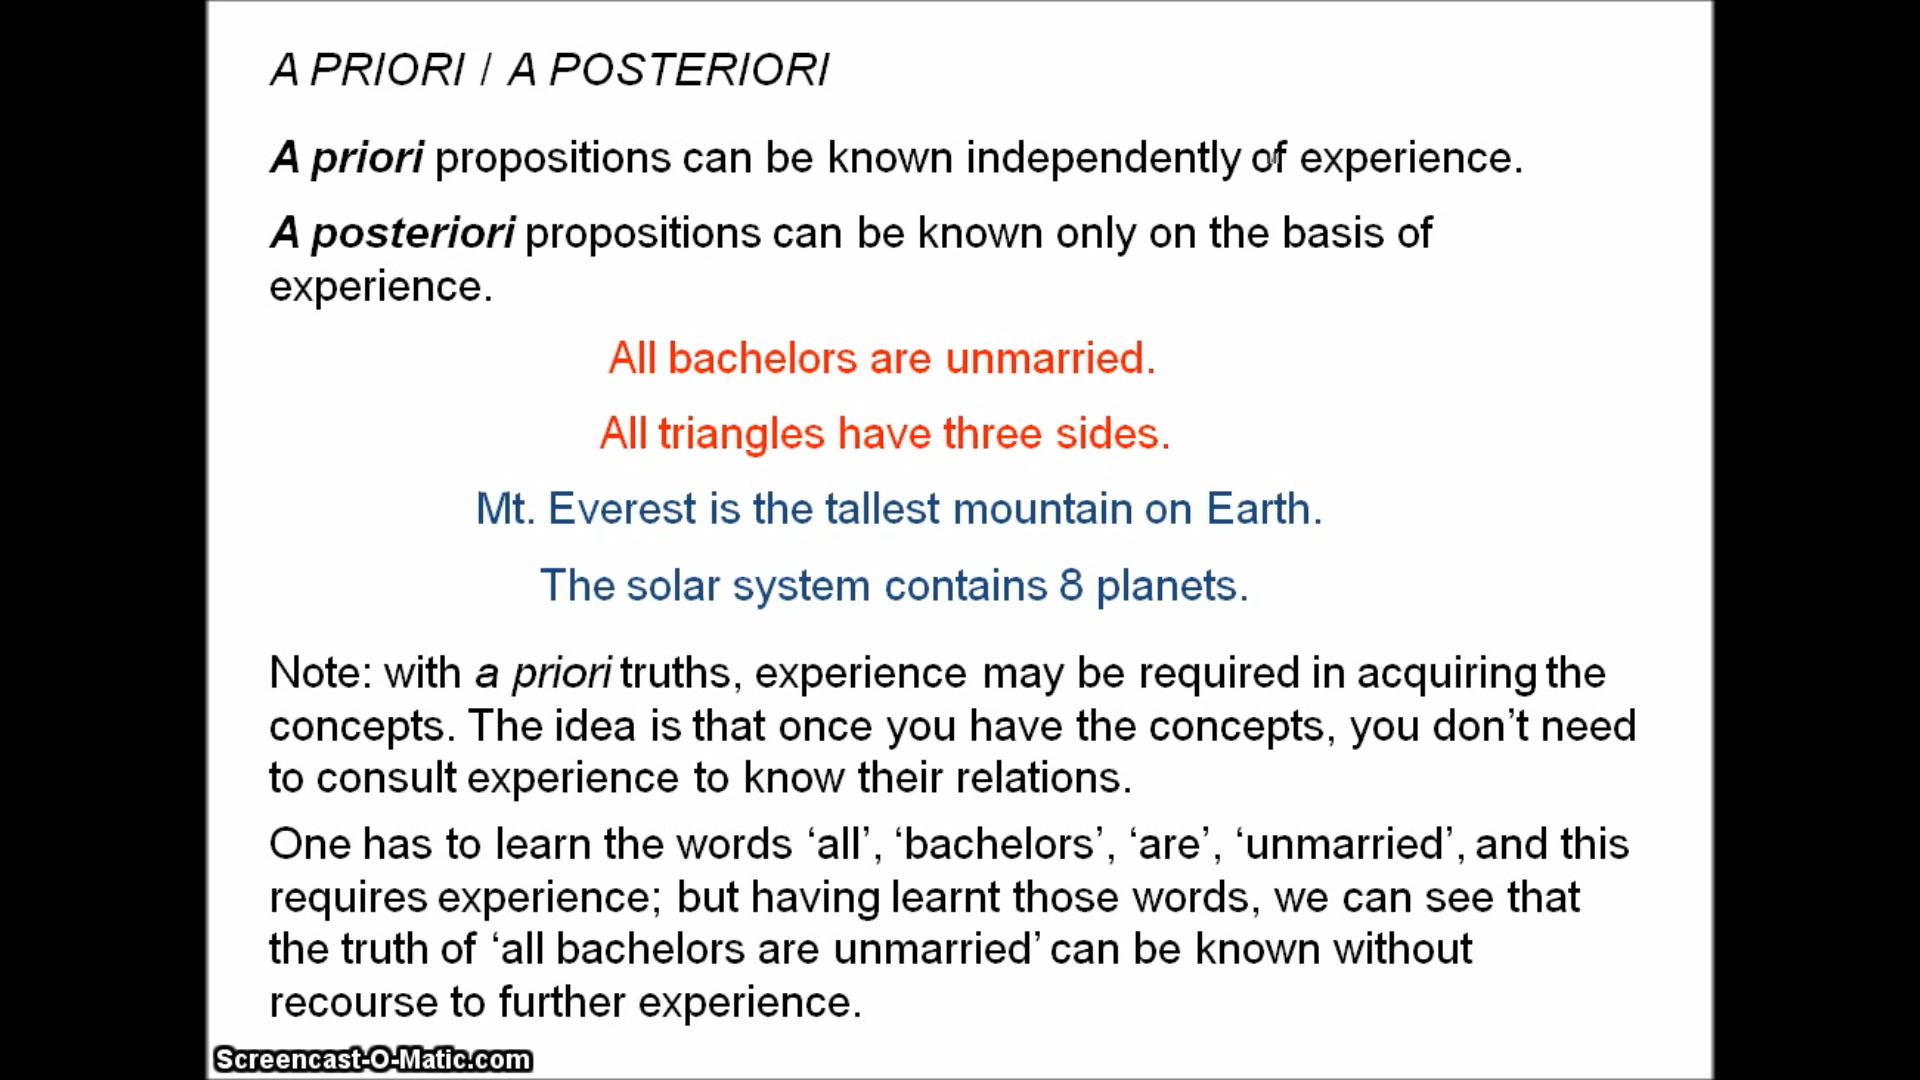 A PRIORI / A POSTERIORI
A priori propositions can be known independently of experience.
A posteriori propositions can be known only on the basis of
experience.
All bachelors are unmarried.
All triangles have three sides.
Mt. Everest is the tallest mountain on Earth.
The solar system contains 8 planets.
Note: with a priori truths, experience may be required in acquiring the
concepts. The idea is that once you have the concepts, you don’t need
to consult experience to know their relations.
One has to learn the words ‘all’, ‘bachelors’, ‘are’, ‘unmarried’, and this
requires experience; but having learnt those words, we can see that
the truth of ‘all bachelors are unmarried’ can be known without
recourse to further experience.
Screencast-O-Matic.com